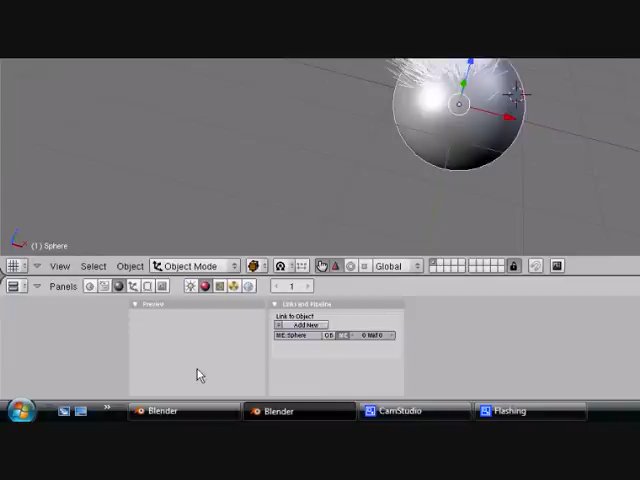 (1) Sphere
View Select Object Object Mode Global
Panels 1
Preview
Links and Pipeline
Link to Object
Add New
ME:Sphere OB ME 0 Mat 0
Blender
Blender
CamStudio
Flashing